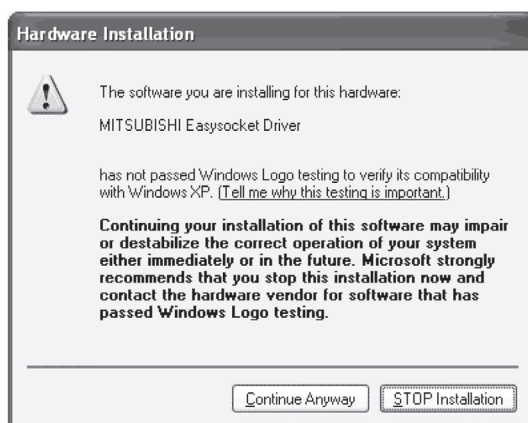 Hardware Installation
The software you are installing for this hardware:
MITSUBISHI Easysocket Driver
has not passed Windows Logo testing to verify its compatibility
with Windows XP. (Tell me why this testing is important.)
Continuing your installation of this software may impair
or destabilize the correct operation of your system
either immediately or in the future. Microsoft strongly
recommends that you stop this installation now and
contact the hardware vendor for software that has
passed Windows Logo testing.
Continue Anyway
STOP Installation